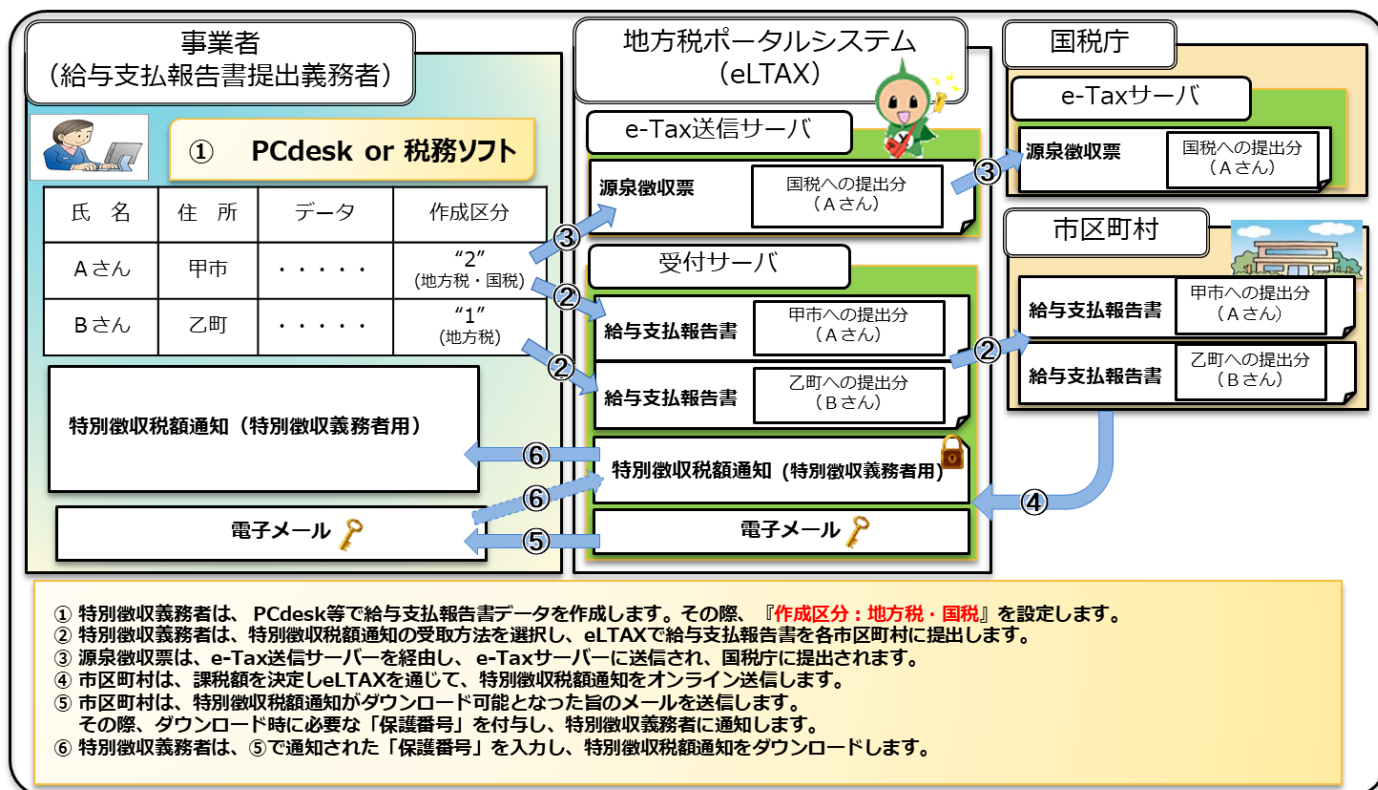 事業者
（給与支払報告書提出義務者）
① PCdesk or 税務ソフト
氏 名 住 所 データ 作成区分
Aさん 甲市 ・・・・・ “2”
(地方税・国税)
Bさん 乙町 ・・・・・ “1”
(地方税)
特別徴収税額通知（特別徴収義務者用）
電子メール
地方税ポータルシステム
（eLTAX）
e-Tax送信サーバ
源泉徴収票
国税への提出分
（Aさん）
受付サーバ
給与支払報告書
甲市への提出分
（Aさん）
給与支払報告書
乙町への提出分
（Bさん）
特別徴収税額通知（特別徴収義務者用）
電子メール
国税庁
e-Taxサーバ
源泉徴収票
国税への提出分
（Aさん）
市区町村
給与支払報告書
甲市への提出分
（Aさん）
給与支払報告書
乙町への提出分
（Bさん）
③
②
②
③
②
④
⑥
⑥
⑤
① 特別徴収義務者は、 PCdesk等で給与支払報告書データを作成します。その際、『作成区分：地方税・国税』を設定します。
② 特別徴収義務者は、特別徴収税額通知の受取方法を選択し、eLTAXで給与支払報告書を各市区町村に提出します。
③ 源泉徴収票は、e-Tax送信サーバーを経由し、e-Taxサーバーに送信され、国税庁に提出されます。
④ 市区町村は、課税額を決定しeLTAXを通じて、特別徴収税額通知をオンライン送信します。
⑤ 市区町村は、特別徴収税額通知がダウンロード可能となった旨のメールを送信します。
その際、ダウンロード時に必要な「保護番号」を付与し、特別徴収義務者に通知します。
⑥ 特別徴収義務者は、⑤で通知された「保護番号」を入力し、特別徴収税額通知をダウンロードします。